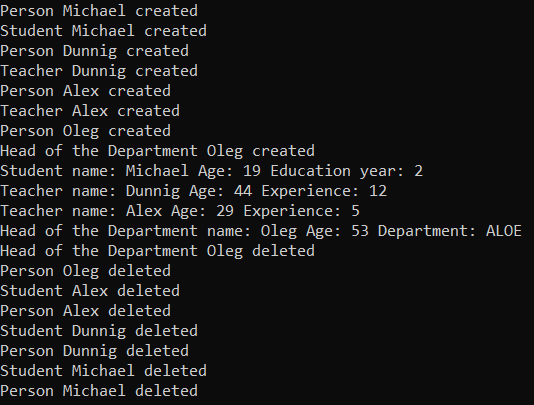 Person Michael created
Student Michael created
Person Dunnig created
Teacher Dunnig created
Person Alex created
Teacher Alex created
Person Oleg created
Head of the Department Oleg created
Student name: Michael Age: 19 Education year: 2
Teacher name: Dunnig Age: 44 Experience: 12
Teacher name: Alex Age: 29 Experience: 5
Head of the Department name: Oleg Age: 53 Department: ALOE
Head of the Department Oleg deleted
Person Oleg deleted
Student Alex deleted
Person Alex deleted
Student Dunnig deleted
Person Dunnig deleted
Student Michael deleted
Person Michael deleted